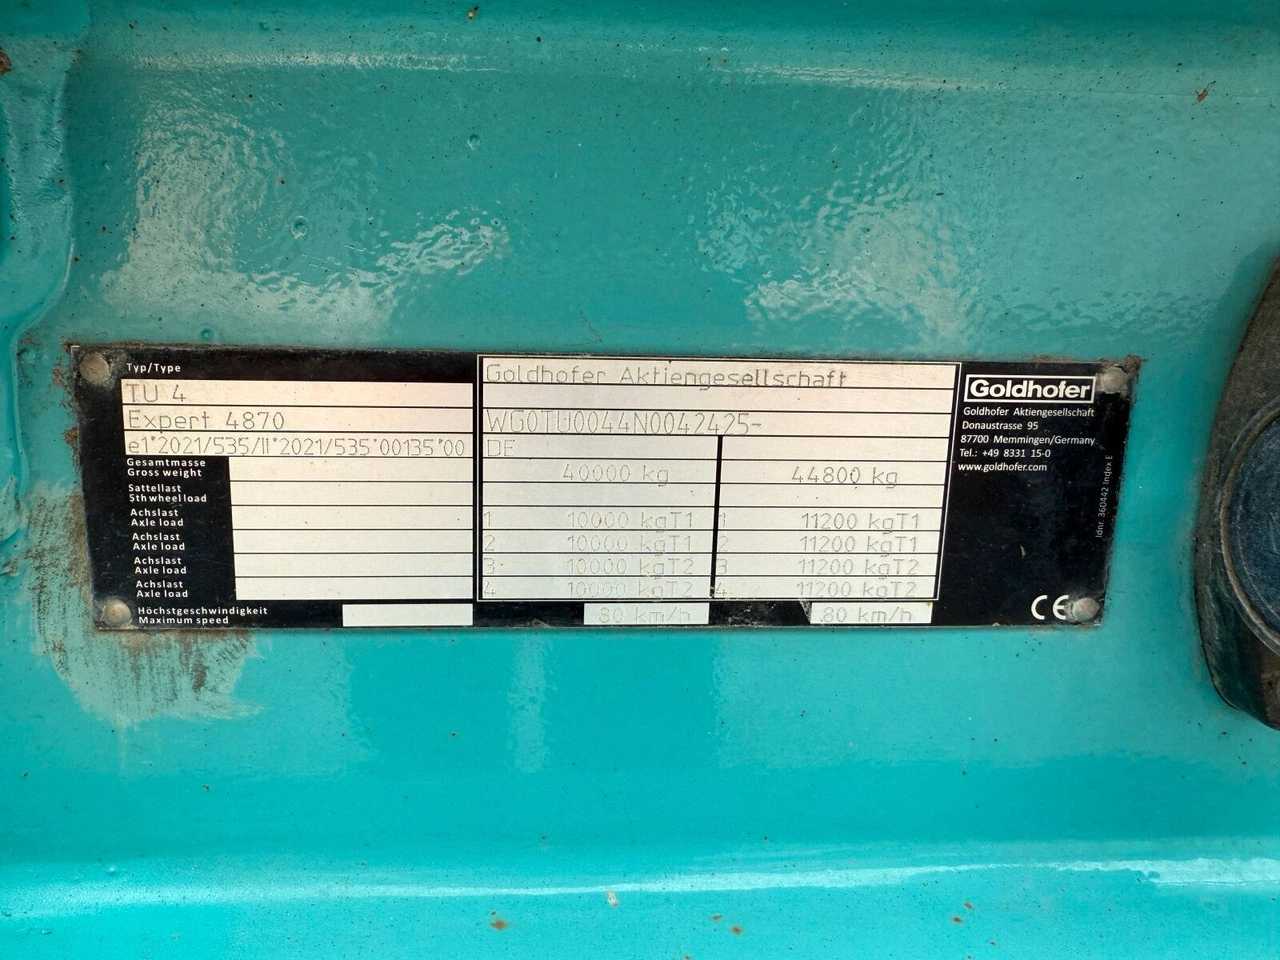 Typ/Type
TU 4
Expert 4870
e1*2021/535/II*2021/535*00135*00
Goldhofer Aktiengesellschaft
WG0TU0044N0042425-
DE
Gesamtmasse
Gross weight
40000 kg 44800 kg
Sattellast
5thwheelload
Achslast
Axle load
1 10000 kgT1 1 11200 kgT1
Achslast
Axle load
2 10000 kgT1 2 11200 kgT1
Achslast
Axle load
3 10000 kgT2 3 11200 kgT2
Achslast
Axle load
4 10000 kgT2 4 11200 kgT2
Höchstgeschwindigkeit
Maximum speed
80 km/h 80 km/h
Goldhofer
Goldhofer Aktiengesellschaft
Donaustrasse 95
87700 Memmingen/Germany
Tel.: +49 8331 15-0
www.goldhofer.com
Idnr. 360442 Index E
CE